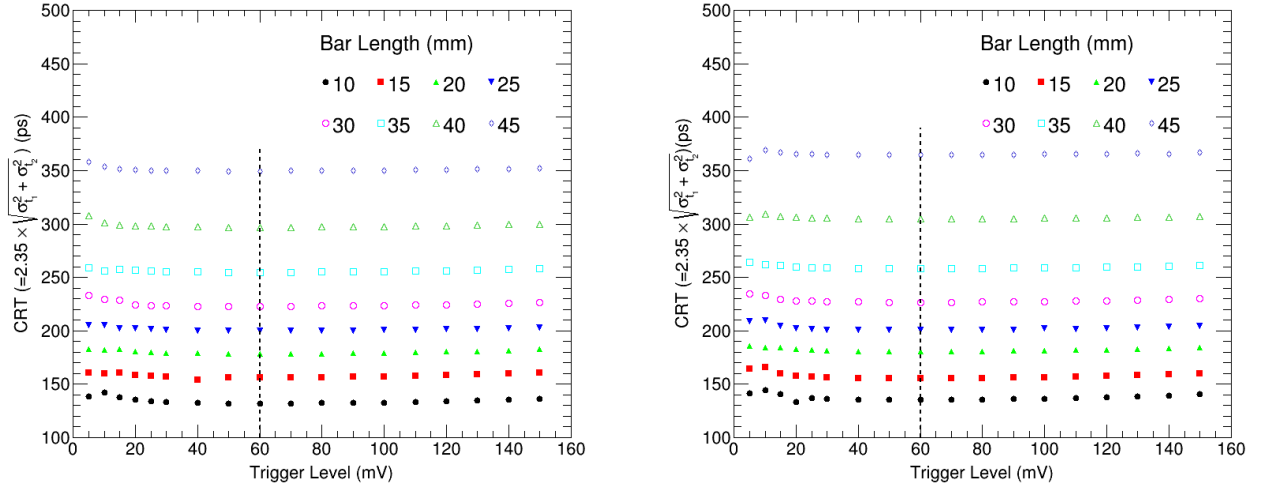 500
450
400
350
300
250
200
150
100
CRT (=2.35 × √σ²t₁ + σ²t₂ ) (ps)
Bar Length (mm)
10 15 20 25
30 35 40 45
0 20 40 60 80 100 120 140 160
Trigger Level (mV)
500
450
400
350
300
250
200
150
100
CRT (=2.35 × √σ²t₁ + σ²t₂)(ps)
Bar Length (mm)
10 15 20 25
30 35 40 45
0 20 40 60 80 100 120 140 160
Trigger Level (mV)